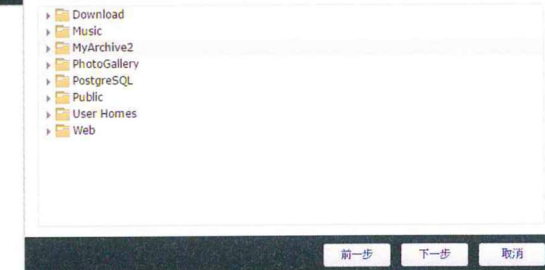 Download
Music
MyArchive2
PhotoGallery
PostgreSQL
Public
User Homes
Web
前一步 下一步 取消